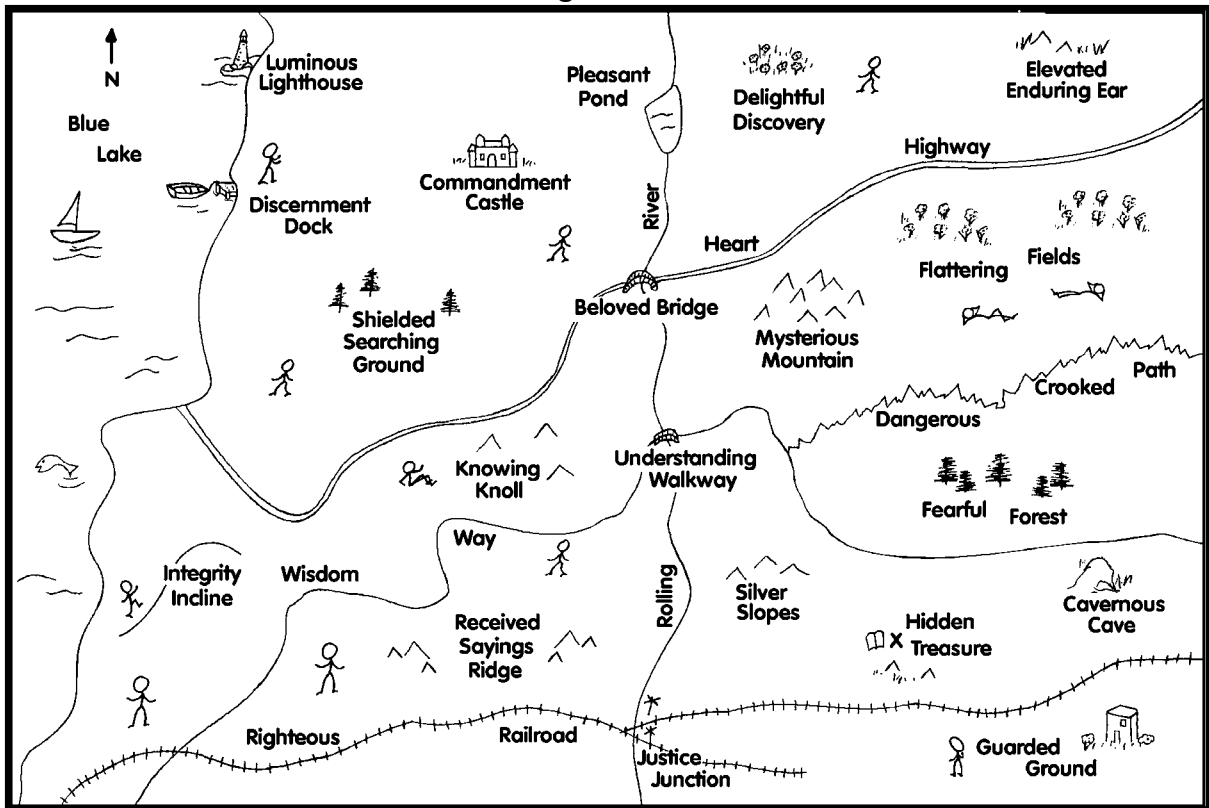 N
Blue
Lake
Luminous
Lighthouse
Pleasant
Pond
Delightful
Discovery
Elevated
Enduring Ear
Highway
Discernment
Dock
Commandment
Castle
River
Heart
Flattering
Fields
Shielded
Searching
Ground
Beloved Bridge
Mysterious
Mountain
Dangerous
Crooked
Path
Knowing
Knoll
Understanding
Walkway
Fearful
Forest
Way
Integrity
Incline
Wisdom
Rolling
Silver
Slopes
Cavernous
Cave
Received
Sayings
Ridge
X
Hidden
Treasure
Righteous
Railroad
Justice
Junction
Guarded
Ground